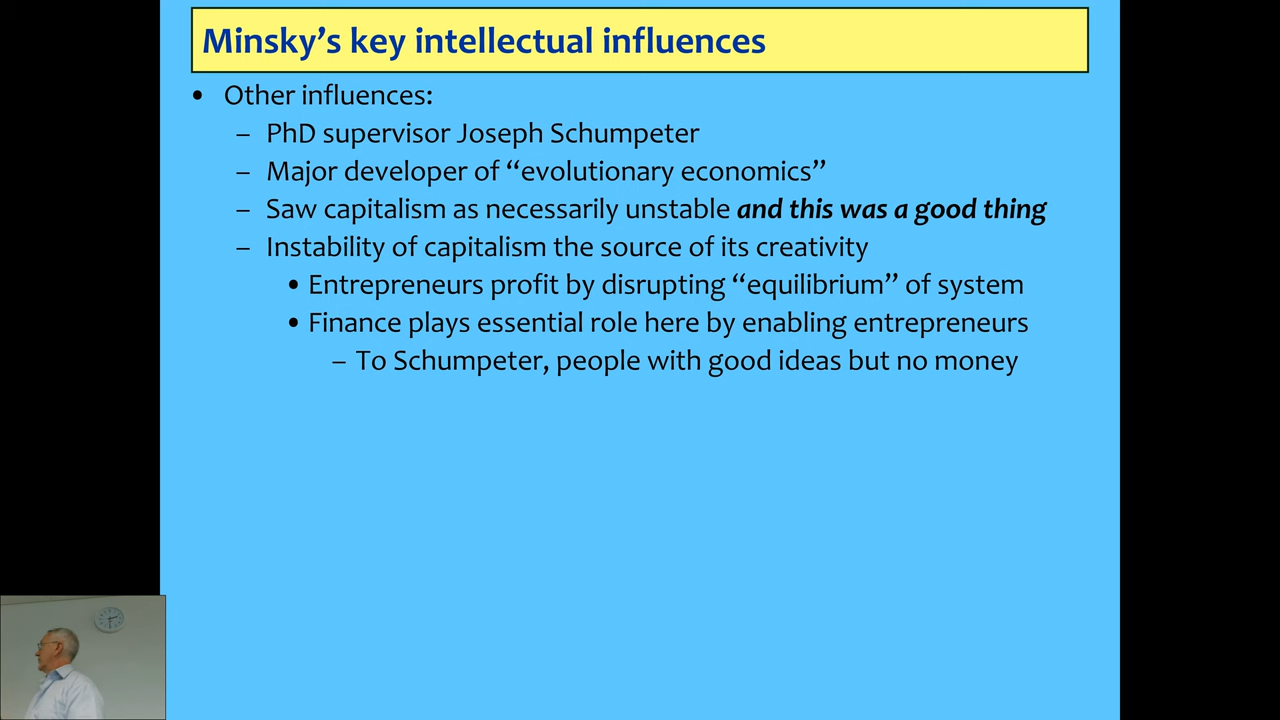 Minsky’s key intellectual influences
• Other influences:
– PhD supervisor Joseph Schumpeter
– Major developer of “evolutionary economics”
– Saw capitalism as necessarily unstable and this was a good thing
– Instability of capitalism the source of its creativity
• Entrepreneurs profit by disrupting “equilibrium” of system
• Finance plays essential role here by enabling entrepreneurs
– To Schumpeter, people with good ideas but no money